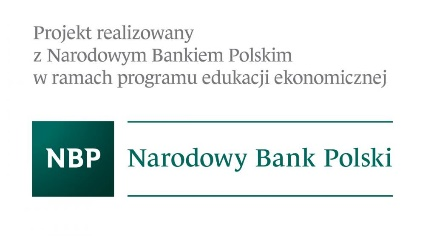 Projekt realizowany
z Narodowym Bankiem Polskim
w ramach programu edukacji ekonomicznej
NBP Narodowy Bank Polski